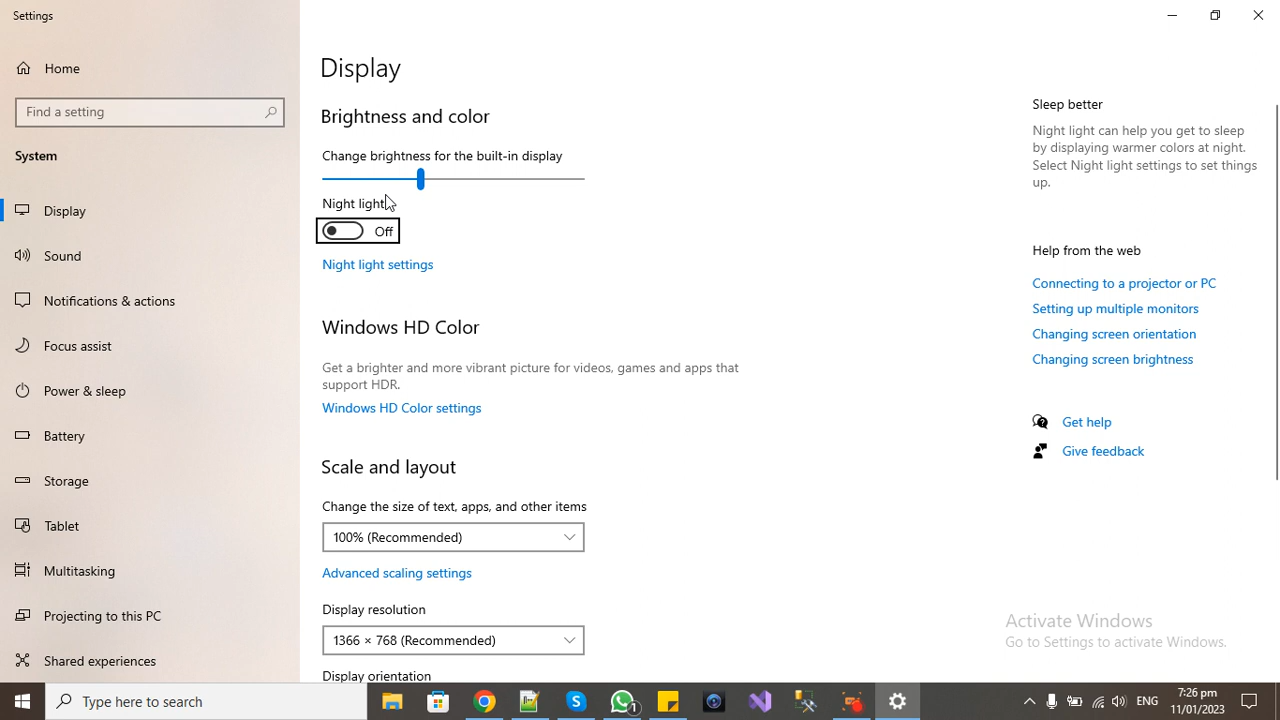 Settings
Home
Find a setting
System
Display
Sound
Notifications & actions
Focus assist
Power & sleep
Battery
Storage
Tablet
Multitasking
Projecting to this PC
Shared experiences
Display
Brightness and color
Change brightness for the built-in display
Night light
Off
Night light settings
Windows HD Color
Get a brighter and more vibrant picture for videos, games and apps that
support HDR.
Windows HD Color settings
Scale and layout
Change the size of text, apps, and other items
100% (Recommended)
Advanced scaling settings
Display resolution
1366 × 768 (Recommended)
Display orientation
Sleep better
Night light can help you get to sleep
by displaying warmer colors at night.
Select Night light settings to set things
up.
Help from the web
Connecting to a projector or PC
Setting up multiple monitors
Changing screen orientation
Changing screen brightness
Get help
Give feedback
Activate Windows
Go to Settings to activate Windows.
Type here to search
1
ENG
7:26 pm
11/01/2023